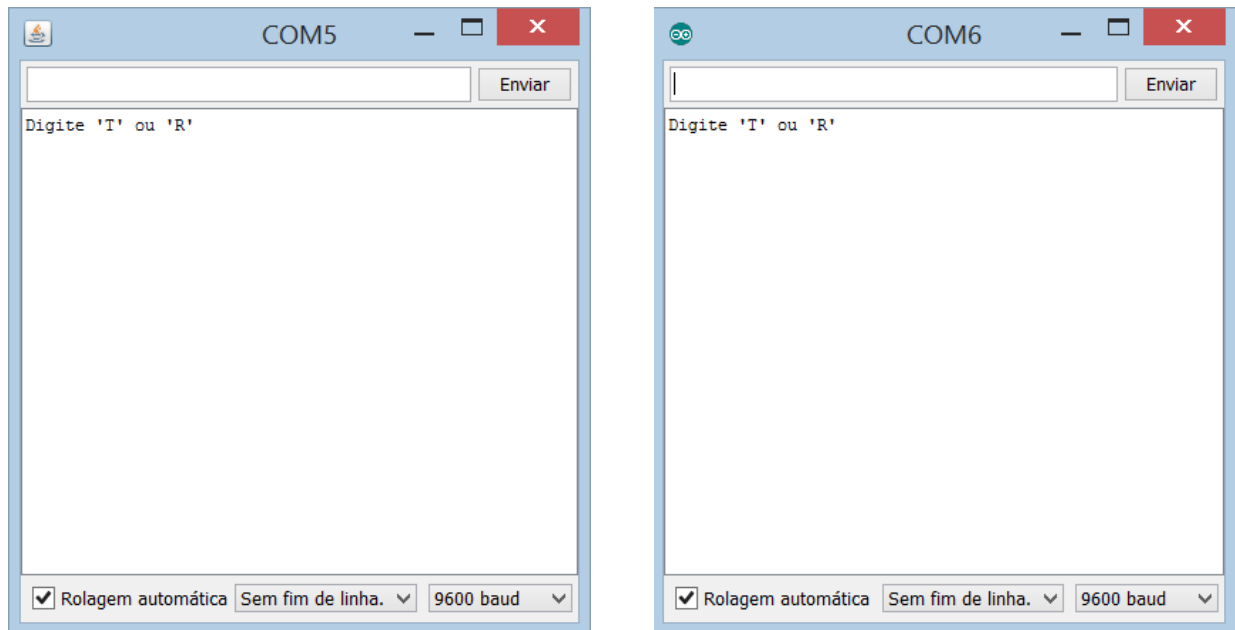 COM5
Enviar
Digite 'T' ou 'R'
Rolagem automática Sem fim de linha. 9600 baud
COM6
Enviar
Digite 'T' ou 'R'
Rolagem automática Sem fim de linha. 9600 baud